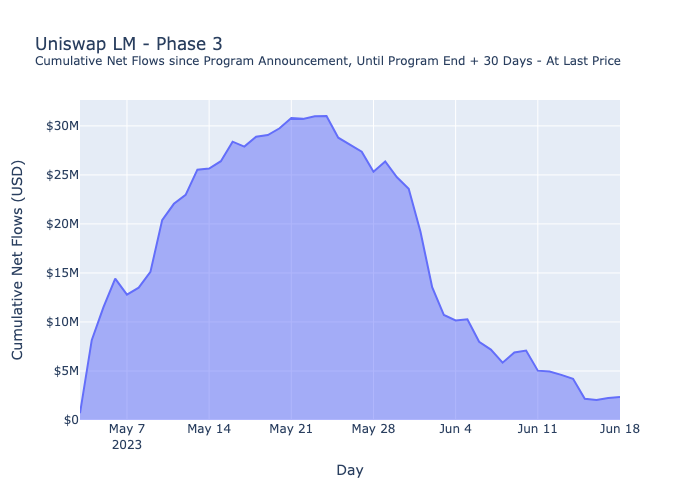 Uniswap LM - Phase 3
Cumulative Net Flows since Program Announcement, Until Program End + 30 Days - At Last Price
Cumulative Net Flows (USD)
$30M
$25M
$20M
$15M
$10M
$5M
$0
May 7 May 14 May 21 May 28 Jun 4 Jun 11 Jun 18
2023
Day